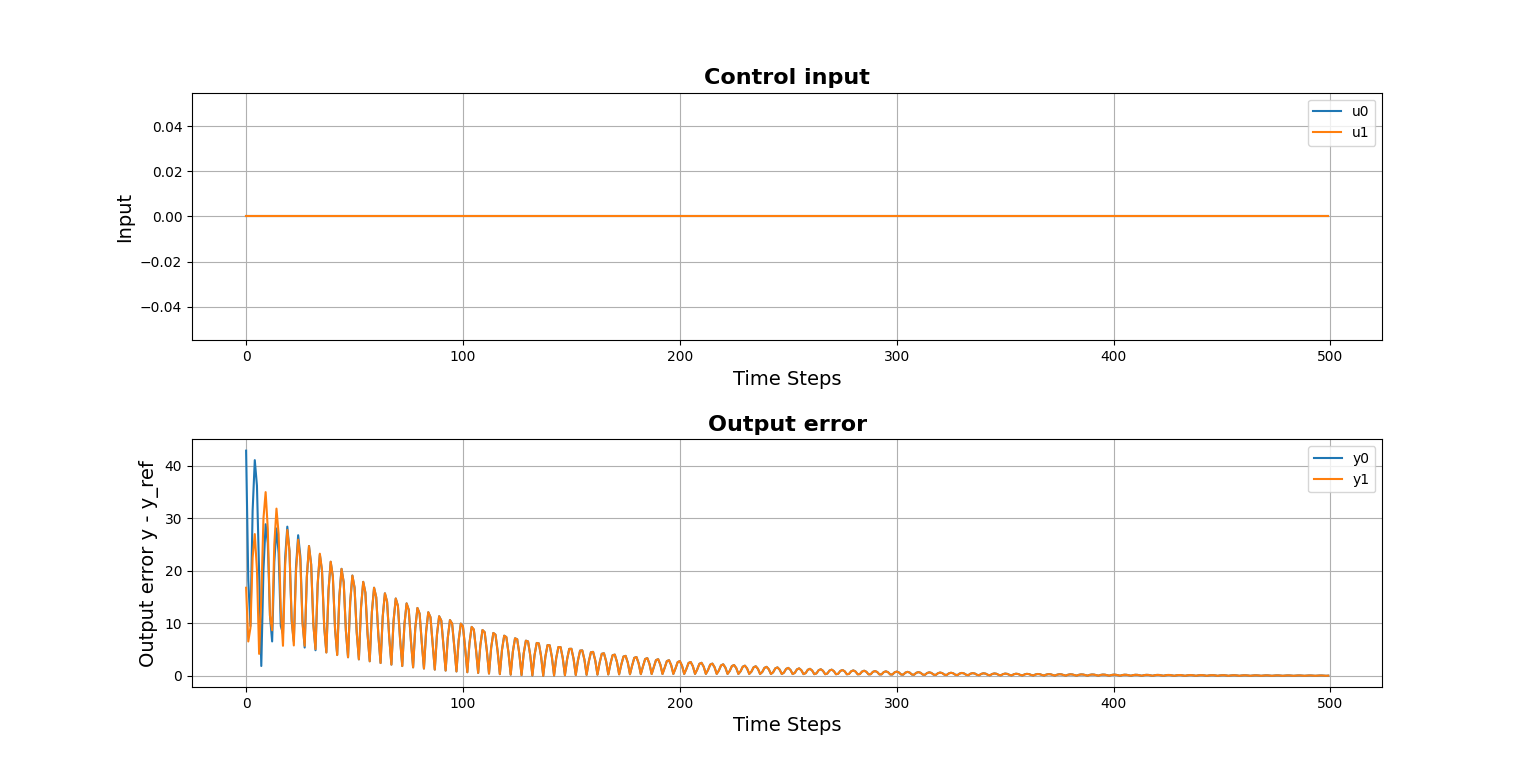 Control input
u0
u1
0.04
0.02
0.00
−0.02
−0.04
Input
0 100 200 300 400 500
Time Steps
Output error
y0
y1
40
30
20
10
0
Output error y - y_ref
0 100 200 300 400 500
Time Steps